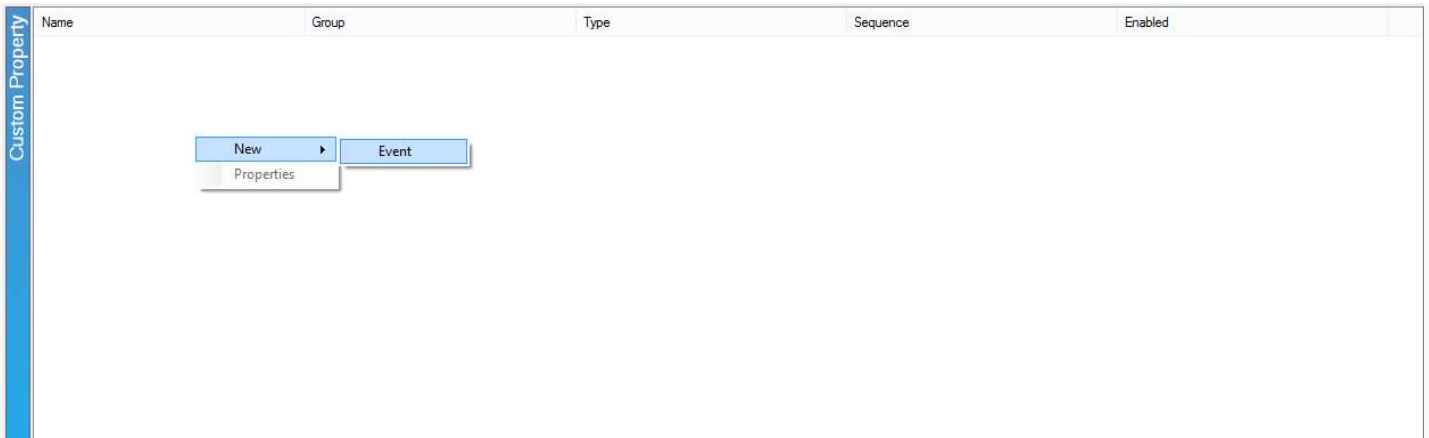 Custom Property
Name Group Type Sequence Enabled
New Event
Properties